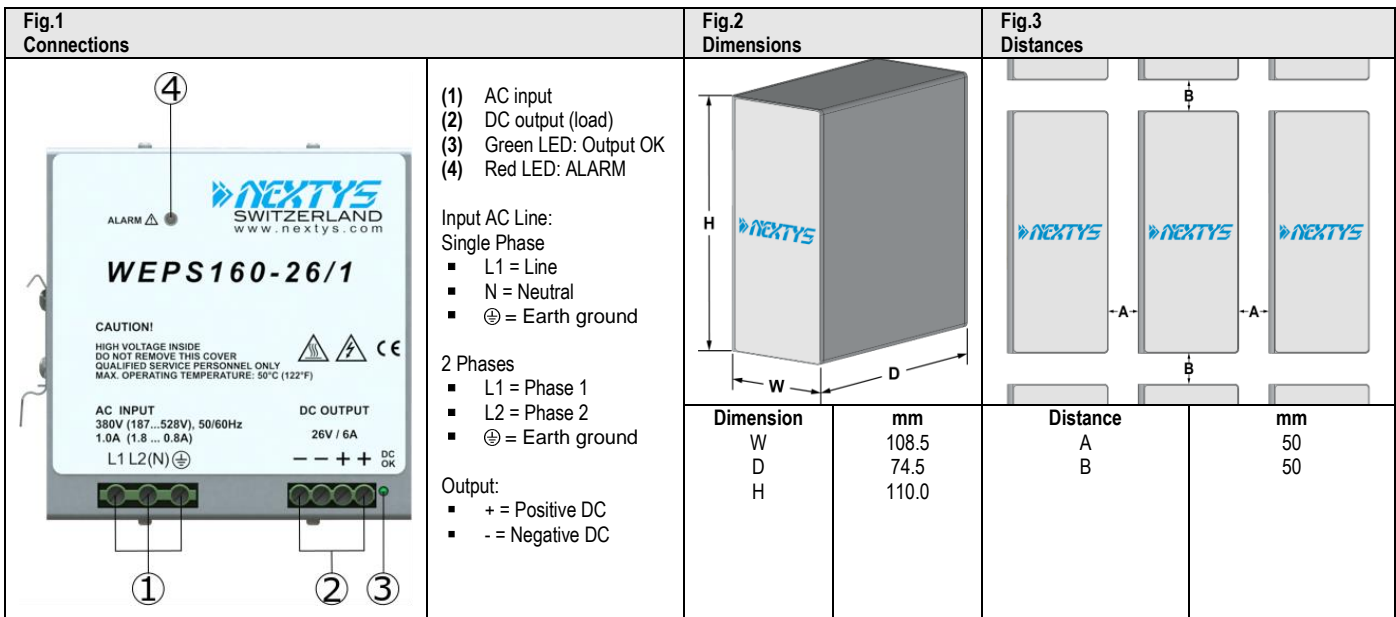 Fig.1
Connections
④
NEXTYS
SWITZERLAND
www.nextys.com
ALARM ⚠
WEPS160-26/1
CAUTION!
HIGH VOLTAGE INSIDE
DO NOT REMOVE THIS COVER
QUALIFIED SERVICE PERSONNEL ONLY
MAX. OPERATING TEMPERATURE: 50°C (122°F)
CE
AC INPUT
380V (187...528V), 50/60Hz
1.0A (1.8 ... 0.8A)
L1 L2(N) ⏚
DC OUTPUT
26V / 6A
− − + + DC OK
① ② ③
(1) AC input
(2) DC output (load)
(3) Green LED: Output OK
(4) Red LED: ALARM
Input AC Line:
Single Phase
▪ L1 = Line
▪ N = Neutral
▪ ⏚ = Earth ground
2 Phases
▪ L1 = Phase 1
▪ L2 = Phase 2
▪ ⏚ = Earth ground
Output:
▪ + = Positive DC
▪ - = Negative DC
Fig.2
Dimensions
H
NEXTYS
W
D
Dimension mm
W 108.5
D 74.5
H 110.0
Fig.3
Distances
B
NEXTYS NEXTYS NEXTYS
A A
B
Distance mm
A 50
B 50